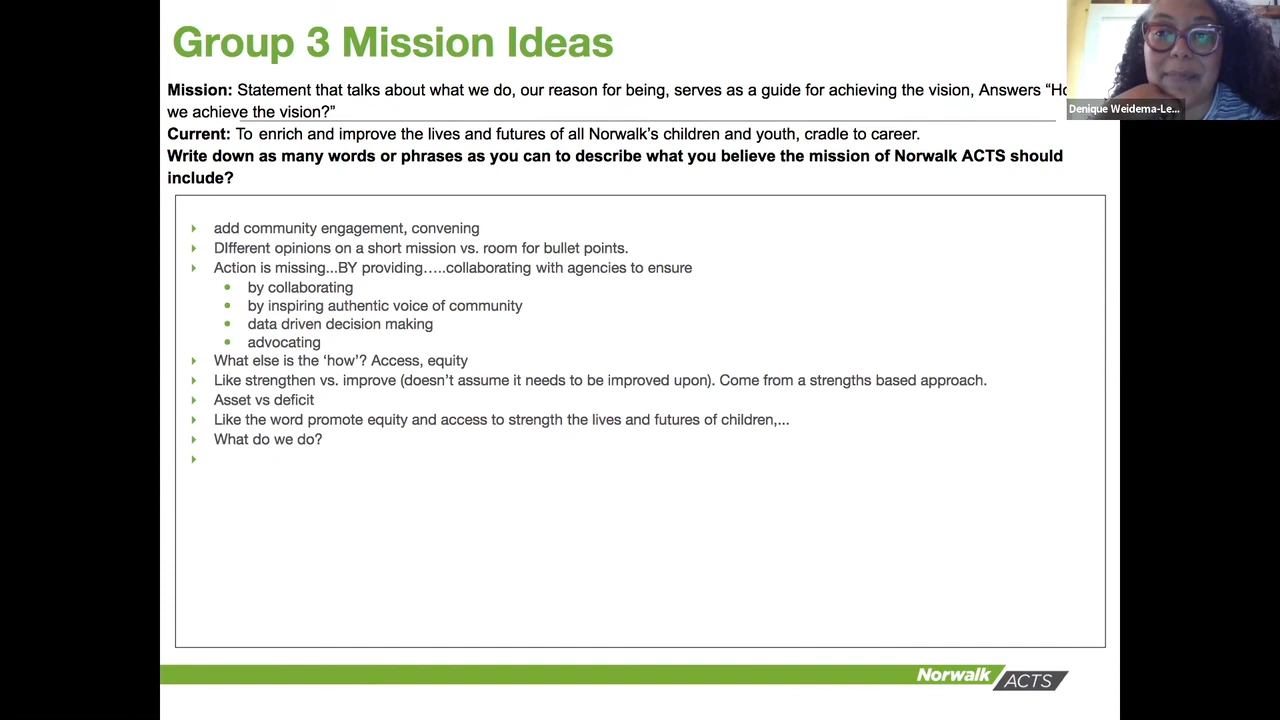 Group 3 Mission Ideas
Mission: Statement that talks about what we do, our reason for being, serves as a guide for achieving the vision, Answers “Ho
we achieve the vision?”
Current: To enrich and improve the lives and futures of all Norwalk’s children and youth, cradle to career.
Write down as many words or phrases as you can to describe what you believe the mission of Norwalk ACTS should
include?
Denique Weidema-Le...
add community engagement, convening
DIfferent opinions on a short mission vs. room for bullet points.
Action is missing...BY providing…..collaborating with agencies to ensure
by collaborating
by inspiring authentic voice of community
data driven decision making
advocating
What else is the ‘how’? Access, equity
Like strengthen vs. improve (doesn’t assume it needs to be improved upon). Come from a strengths based approach.
Asset vs deficit
Like the word promote equity and access to strength the lives and futures of children,...
What do we do?
Norwalk ACTS